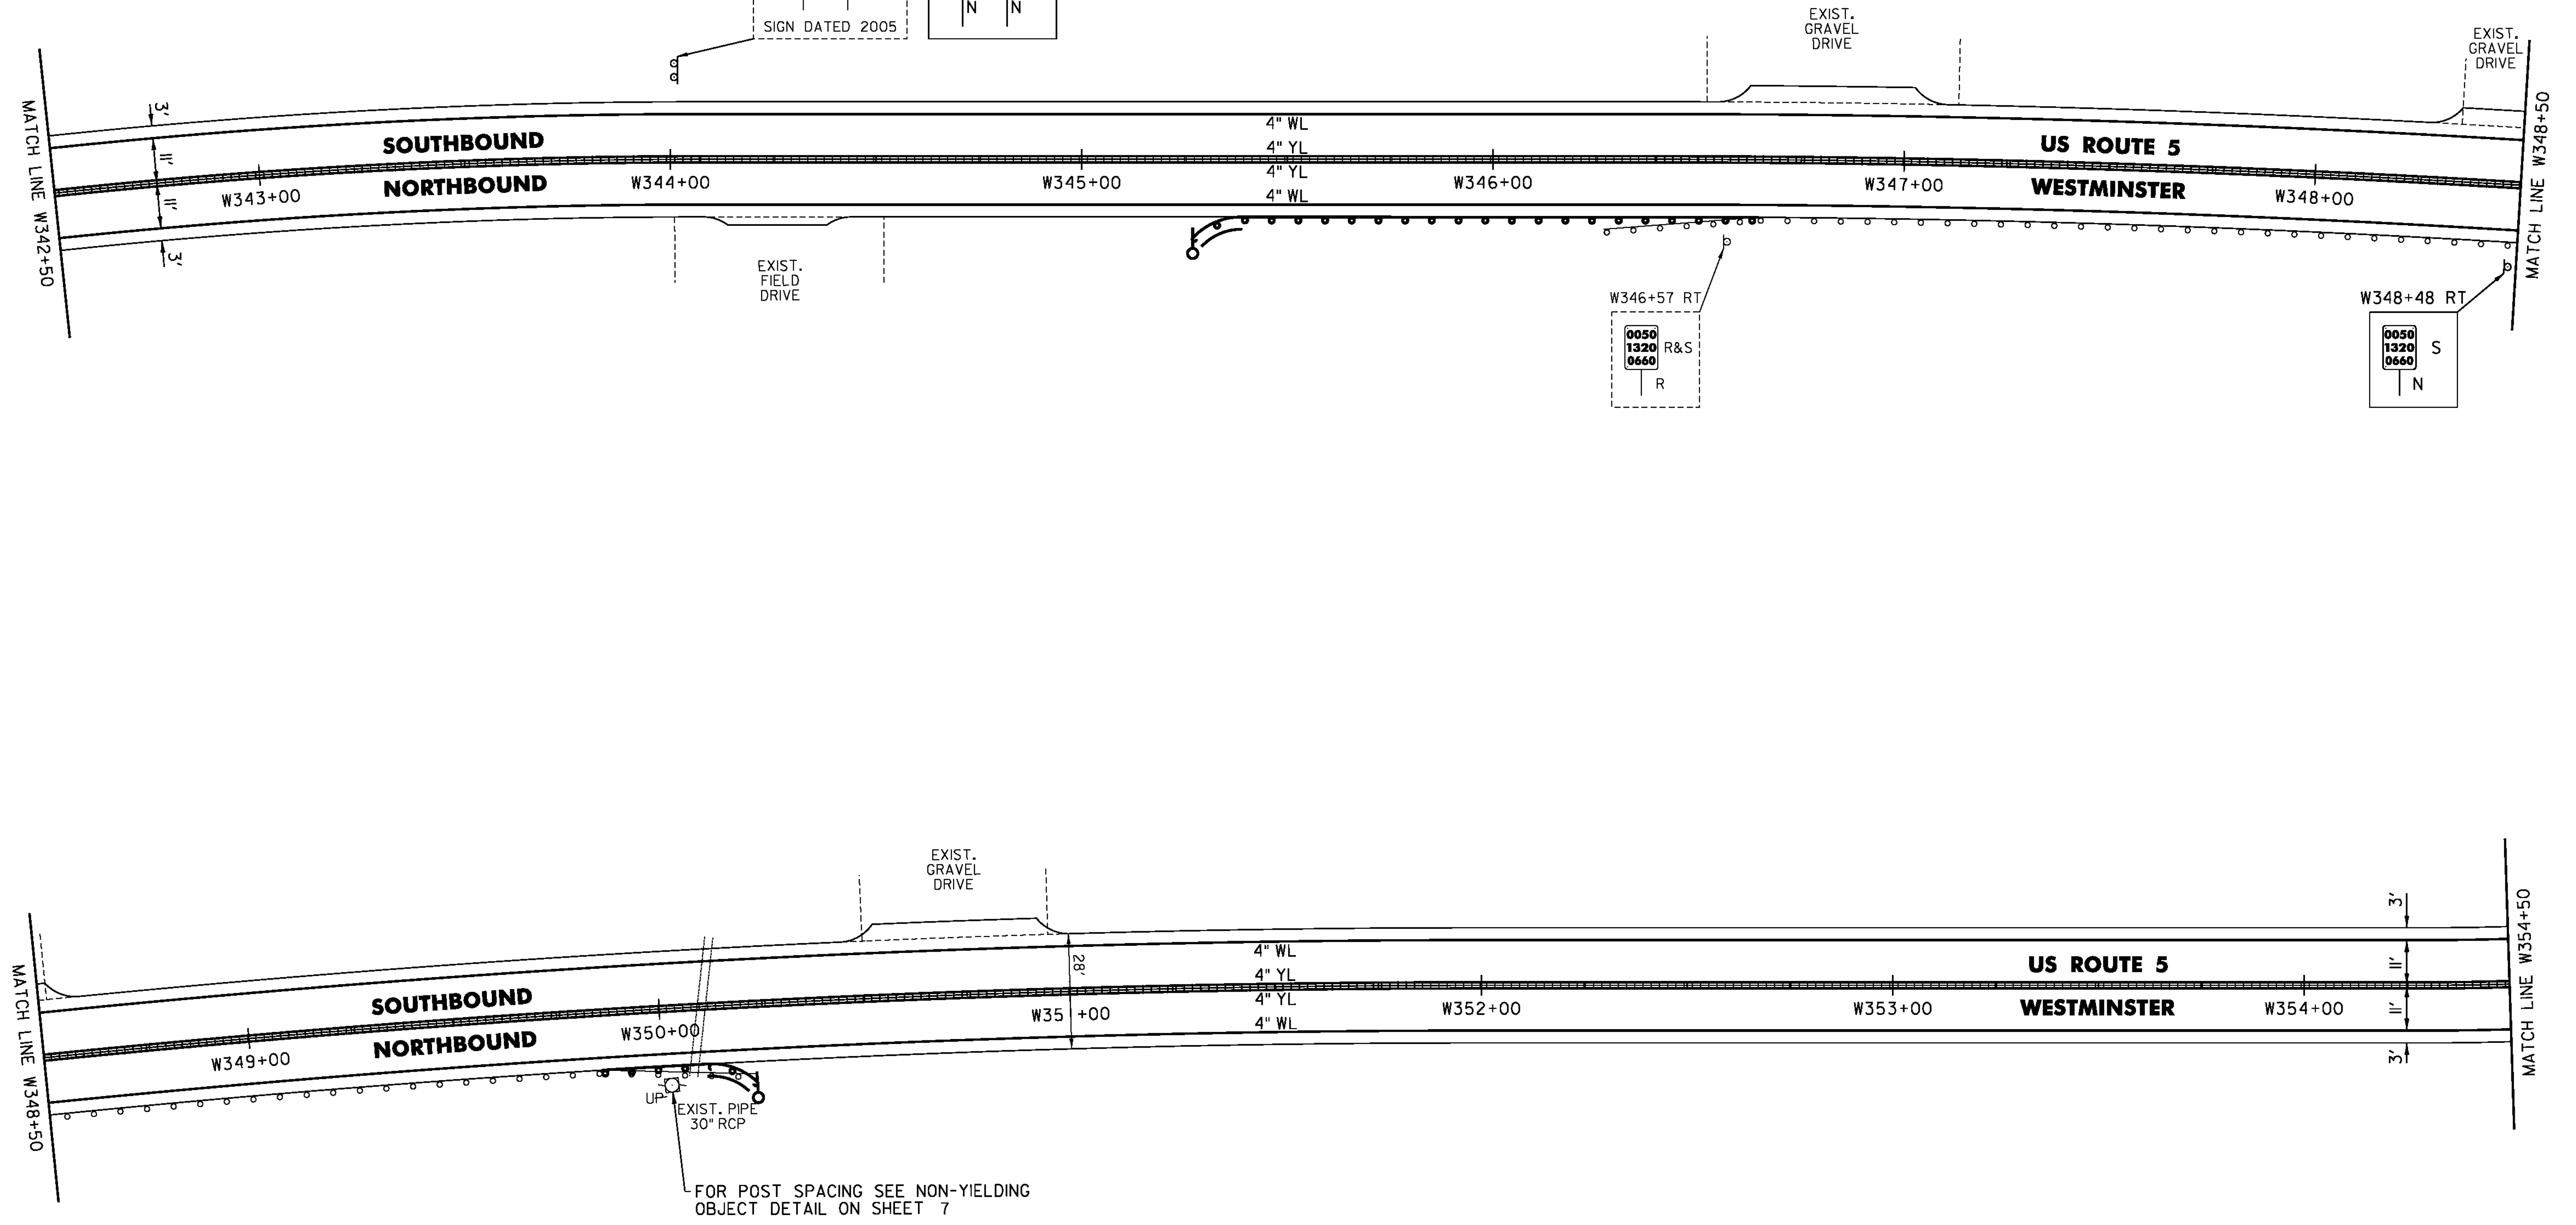 N N
SIGN DATED 2005
EXIST.
GRAVEL
DRIVE
EXIST.
GRAVEL
DRIVE
MATCH LINE W342+50
3'
11'
11'
3'
SOUTHBOUND
NORTHBOUND
4" WL
4" YL
4" YL
4" WL
US ROUTE 5
WESTMINSTER
W343+00
W344+00
W345+00
W346+00
W347+00
W348+00
MATCH LINE W348+50
EXIST.
FIELD
DRIVE
W346+57 RT
0050
1320 R&S
0660
R
W348+48 RT
0050
1320 S
0660
N
EXIST.
GRAVEL
DRIVE
MATCH LINE W348+50
SOUTHBOUND
NORTHBOUND
28'
4" WL
4" YL
4" YL
4" WL
US ROUTE 5
WESTMINSTER
3'
11'
11'
3'
W349+00
W350+00
W35 +00
W352+00
W353+00
W354+00
MATCH LINE W354+50
UP
EXIST. PIPE
30" RCP
FOR POST SPACING SEE NON-YIELDING
OBJECT DETAIL ON SHEET 7